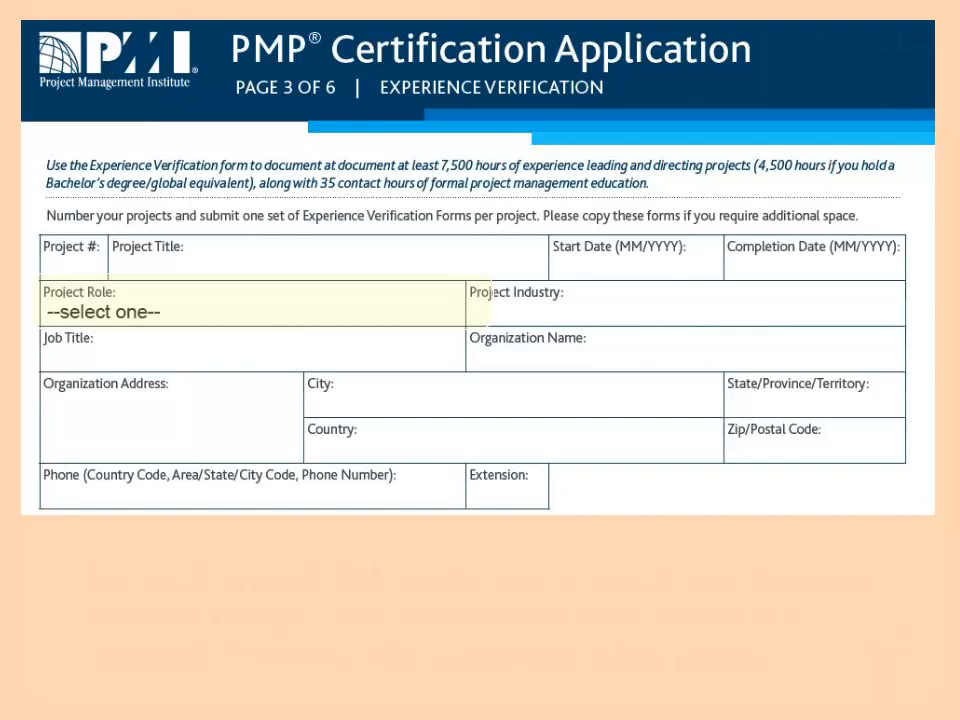 PMI®
Project Management Institute
PMP® Certification Application
PAGE 3 OF 6 | EXPERIENCE VERIFICATION
Use the Experience Verification form to document at document at least 7,500 hours of experience leading and directing projects (4,500 hours if you hold a
Bachelor's degree/global equivalent), along with 35 contact hours of formal project management education.
Number your projects and submit one set of Experience Verification Forms per project. Please copy these forms if you require additional space.
Project #: Project Title: Start Date (MM/YYYY): Completion Date (MM/YYYY):
Project Role: Project Industry:
--select one--
Job Title: Organization Name:
Organization Address: City: State/Province/Territory:
Country: Zip/Postal Code:
Phone (Country Code, Area/State/City Code, Phone Number): Extension: